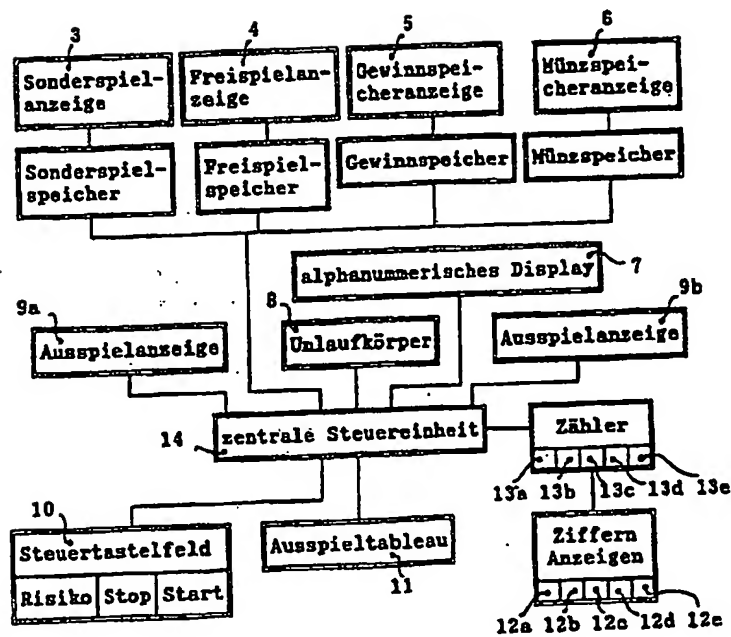 3
4
5
6
Sonderspiel-
anzeige
Freispielan-
zeige
Gewinnspei-
cheranzeige
Münzspei-
cheranzeige
Sonderspiel-
speicher
Freispiel-
speicher
Gewinnspeicher
Münzspeicher
alphanummerisches Display
7
9a
8
9b
Ausspielanzeige
Umlaufkörper
Ausspielanzeige
14
zentrale Steuereinheit
Zähler
13a 13b 13c 13d 13e
10
Steuertastelfeld
Risiko Stop Start
Ausspieltableau
11
Ziffern
Anzeigen
12a 12b 12c 12d 12e